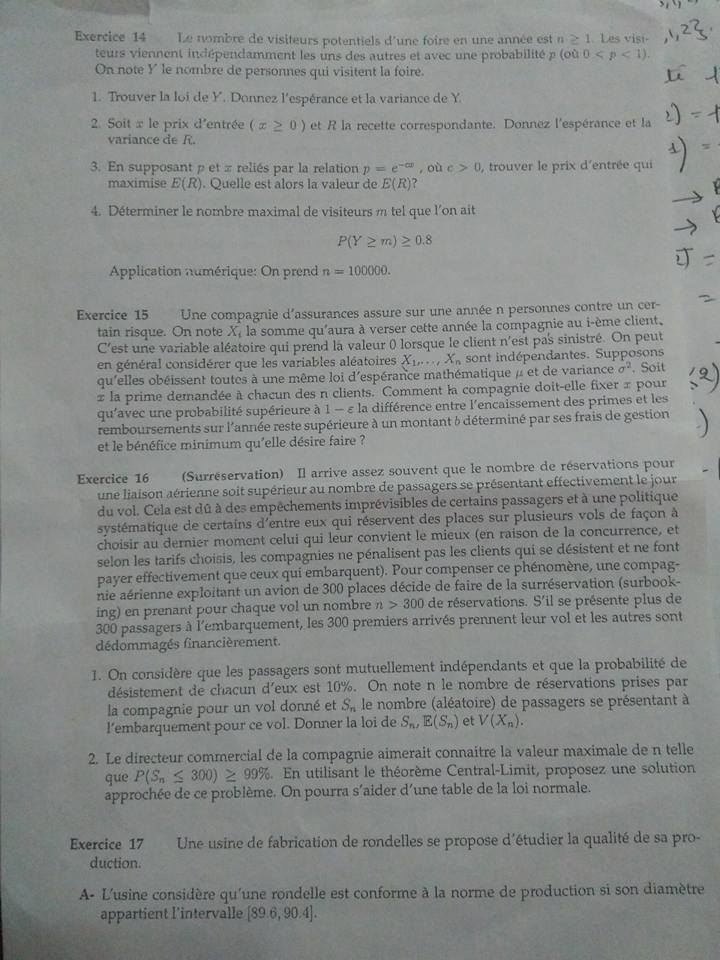 Exercice 14 Le nombre de visiteurs potentiels d'une foire en une année est n ≥ 1. Les visi-
teurs viennent indépendamment les uns des autres et avec une probabilité p (où 0 < p < 1).
On note Y le nombre de personnes qui visitent la foire.
1. Trouver la loi de Y. Donnez l'espérance et la variance de Y.
2. Soit x le prix d'entrée ( x ≥ 0 ) et R la recette correspondante. Donnez l'espérance et la
variance de R.
3. En supposant p et x reliés par la relation p = e^{-cx} , où c > 0, trouver le prix d'entrée qui
maximise E(R). Quelle est alors la valeur de E(R)?
4. Déterminer le nombre maximal de visiteurs m tel que l'on ait
P(Y ≥ m) ≥ 0.8
Application numérique: On prend n = 100000.
Exercice 15 Une compagnie d'assurances assure sur une année n personnes contre un cer-
tain risque. On note X_i la somme qu'aura à verser cette année la compagnie au i-ème client.
C'est une variable aléatoire qui prend la valeur 0 lorsque le client n'est pas sinistré. On peut
en général considérer que les variables aléatoires X_1,..., X_n sont indépendantes. Supposons
qu'elles obéissent toutes à une même loi d'espérance mathématique μ et de variance σ². Soit
x la prime demandée à chacun des n clients. Comment la compagnie doit-elle fixer x pour
qu'avec une probabilité supérieure à 1 − ε la différence entre l'encaissement des primes et les
remboursements sur l'année reste supérieure à un montant b déterminé par ses frais de gestion
et le bénéfice minimum qu'elle désire faire ?
Exercice 16 (Surréservation) Il arrive assez souvent que le nombre de réservations pour
une liaison aérienne soit supérieur au nombre de passagers se présentant effectivement le jour
du vol. Cela est dû à des empêchements imprévisibles de certains passagers et à une politique
systématique de certains d'entre eux qui réservent des places sur plusieurs vols de façon à
choisir au dernier moment celui qui leur convient le mieux (en raison de la concurrence, et
selon les tarifs choisis, les compagnies ne pénalisent pas les clients qui se désistent et ne font
payer effectivement que ceux qui embarquent). Pour compenser ce phénomène, une compag-
nie aérienne exploitant un avion de 300 places décide de faire de la surréservation (surbook-
ing) en prenant pour chaque vol un nombre n > 300 de réservations. S'il se présente plus de
300 passagers à l'embarquement, les 300 premiers arrivés prennent leur vol et les autres sont
dédommagés financièrement.
1. On considère que les passagers sont mutuellement indépendants et que la probabilité de
désistement de chacun d'eux est 10%. On note n le nombre de réservations prises par
la compagnie pour un vol donné et S_n le nombre (aléatoire) de passagers se présentant à
l'embarquement pour ce vol. Donner la loi de S_n, 𝔼(S_n) et V(X_n).
2. Le directeur commercial de la compagnie aimerait connaitre la valeur maximale de n telle
que P(S_n ≤ 300) ≥ 99%. En utilisant le théorème Central-Limit, proposez une solution
approchée de ce problème. On pourra s'aider d'une table de la loi normale.
Exercice 17 Une usine de fabrication de rondelles se propose d'étudier la qualité de sa pro-
duction.
A- L'usine considère qu'une rondelle est conforme à la norme de production si son diamètre
appartient l'intervalle [89.6, 90.4].